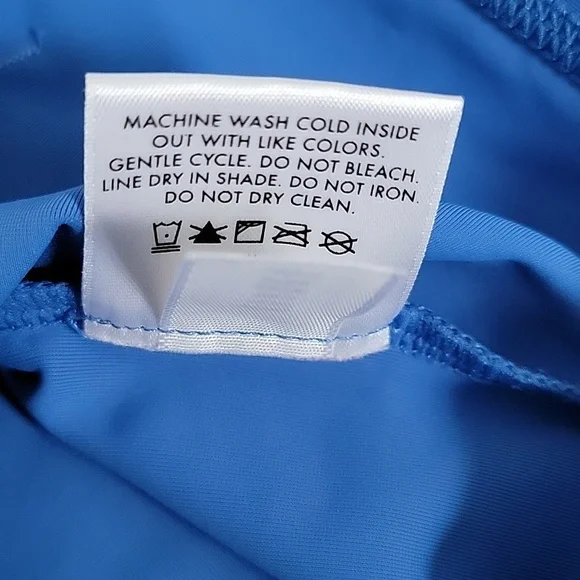 MACHINE WASH COLD INSIDE
OUT WITH LIKE COLORS.
GENTLE CYCLE. DO NOT BLEACH.
LINE DRY IN SHADE. DO NOT IRON.
DO NOT DRY CLEAN.